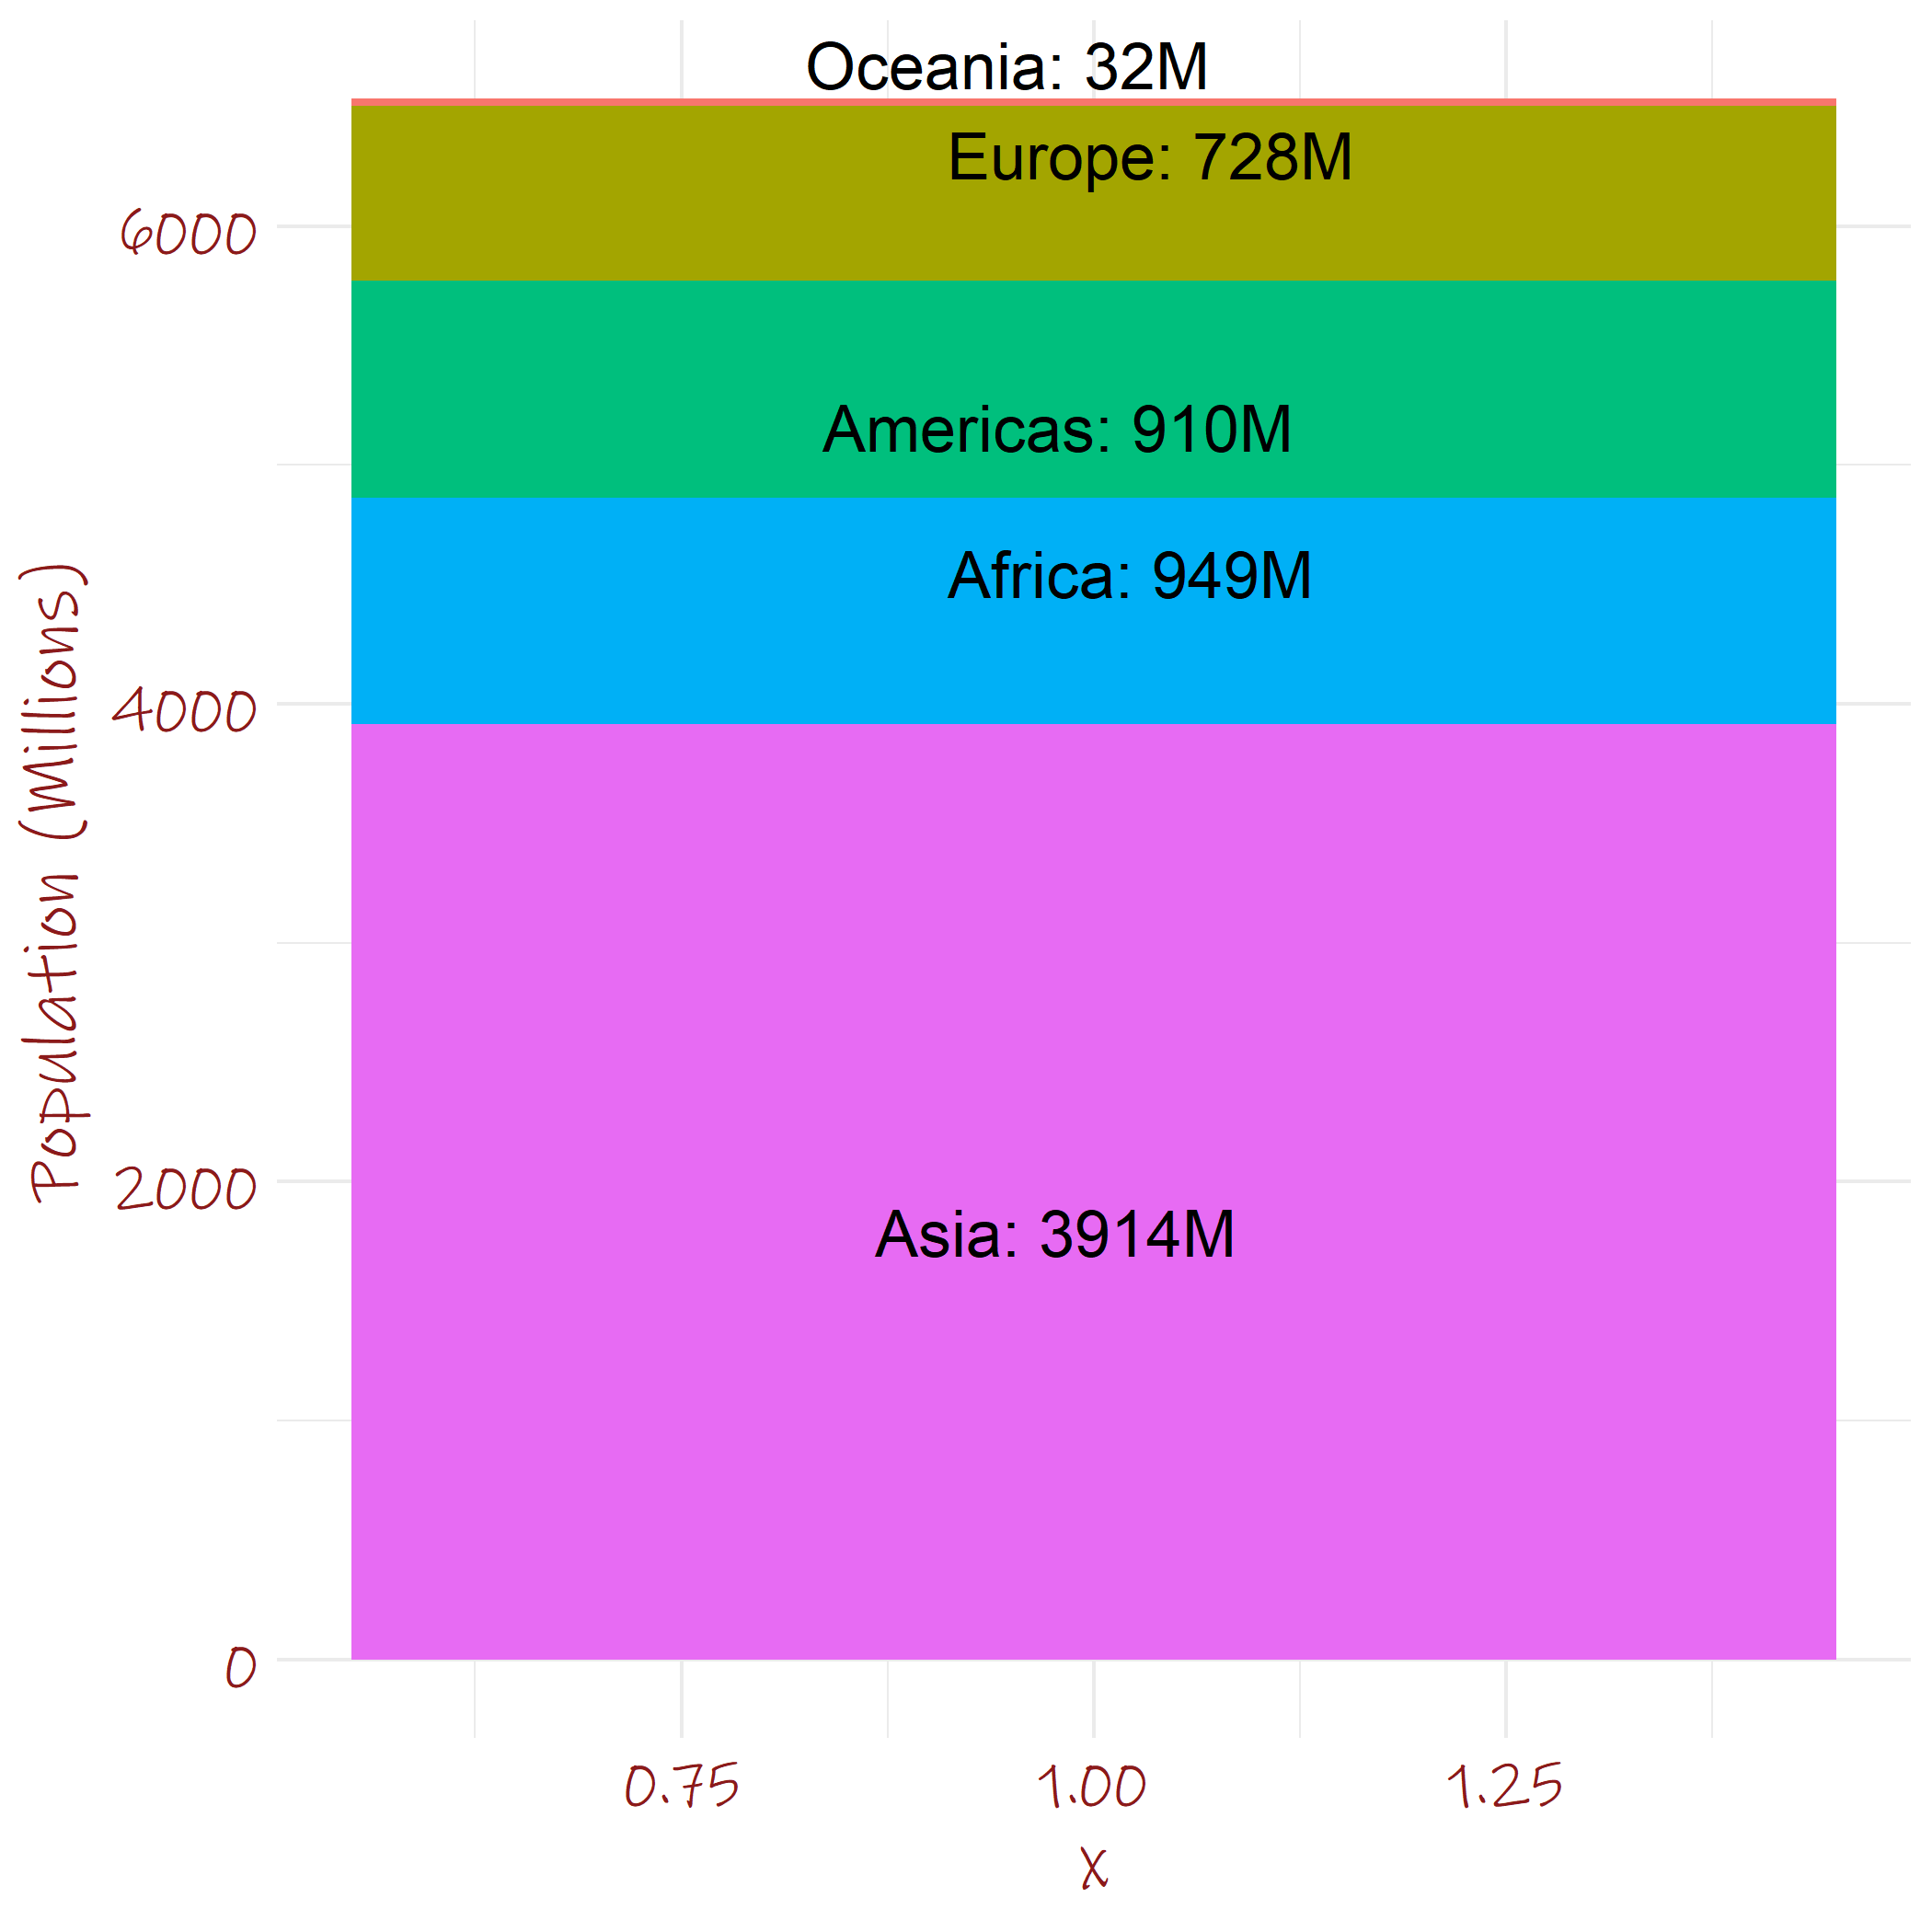 Oceania: 32M
Europe: 728M
6000
Americas: 910M
Africa: 949M
4000
Population (Millions)
2000
Asia: 3914M
0
0.75
1.00
1.25
x